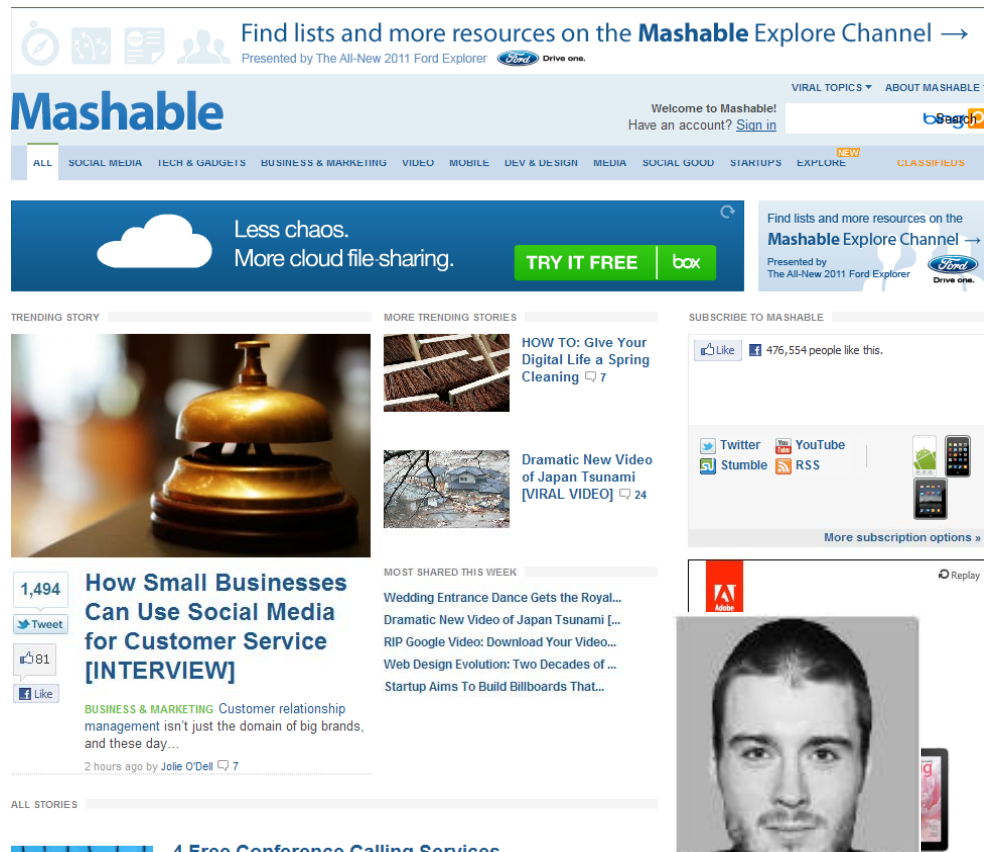 Find lists and more resources on the Mashable Explore Channel →
Presented by The All-New 2011 Ford Explorer Ford Drive one.
VIRAL TOPICS ABOUT MASHABLE
Mashable
Welcome to Mashable!
Have an account? Sign in
Search
ALL SOCIAL MEDIA TECH & GADGETS BUSINESS & MARKETING VIDEO MOBILE DEV & DESIGN MEDIA SOCIAL GOOD STARTUPS EXPLORE NEW CLASSIFIEDS
Less chaos.
More cloud file-sharing.
TRY IT FREE box
Find lists and more resources on the
Mashable Explore Channel →
Presented by
The All-New 2011 Ford Explorer
Ford
Drive one.
TRENDING STORY
1,494
Tweet
81
Like
How Small Businesses
Can Use Social Media
for Customer Service
[INTERVIEW]
BUSINESS & MARKETING Customer relationship
management isn't just the domain of big brands,
and these day…
2 hours ago by Jolie O'Dell 7
MORE TRENDING STORIES
HOW TO: Give Your
Digital Life a Spring
Cleaning 7
Dramatic New Video
of Japan Tsunami
[VIRAL VIDEO] 24
MOST SHARED THIS WEEK
Wedding Entrance Dance Gets the Royal...
Dramatic New Video of Japan Tsunami [...
RIP Google Video: Download Your Video...
Web Design Evolution: Two Decades of ...
Startup Aims To Build Billboards That...
SUBSCRIBE TO MASHABLE
Like 476,554 people like this.
Twitter YouTube
Stumble RSS
More subscription options »
Adobe
Replay
ALL STORIES
4 Free Conference Calling Services